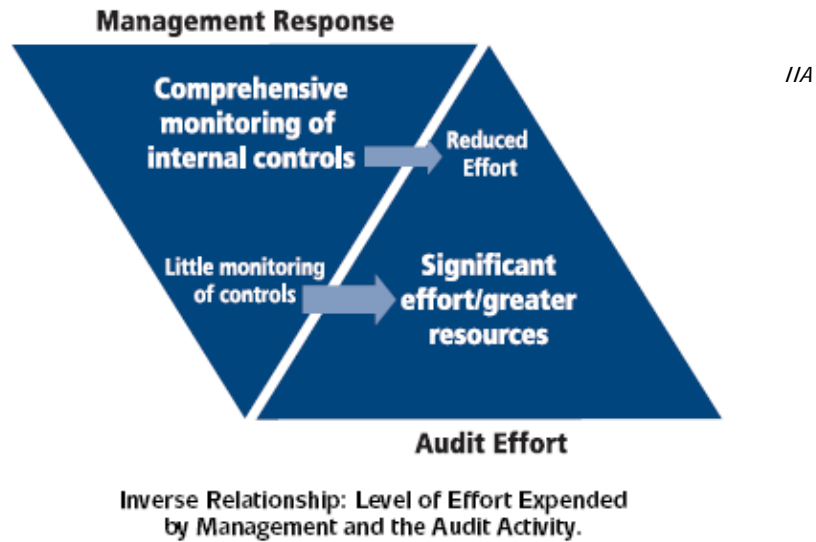 Management Response
IIA
Comprehensive
monitoring of
internal controls
Reduced
Effort
Little monitoring
of controls
Significant
effort/greater
resources
Audit Effort
Inverse Relationship: Level of Effort Expended
by Management and the Audit Activity.